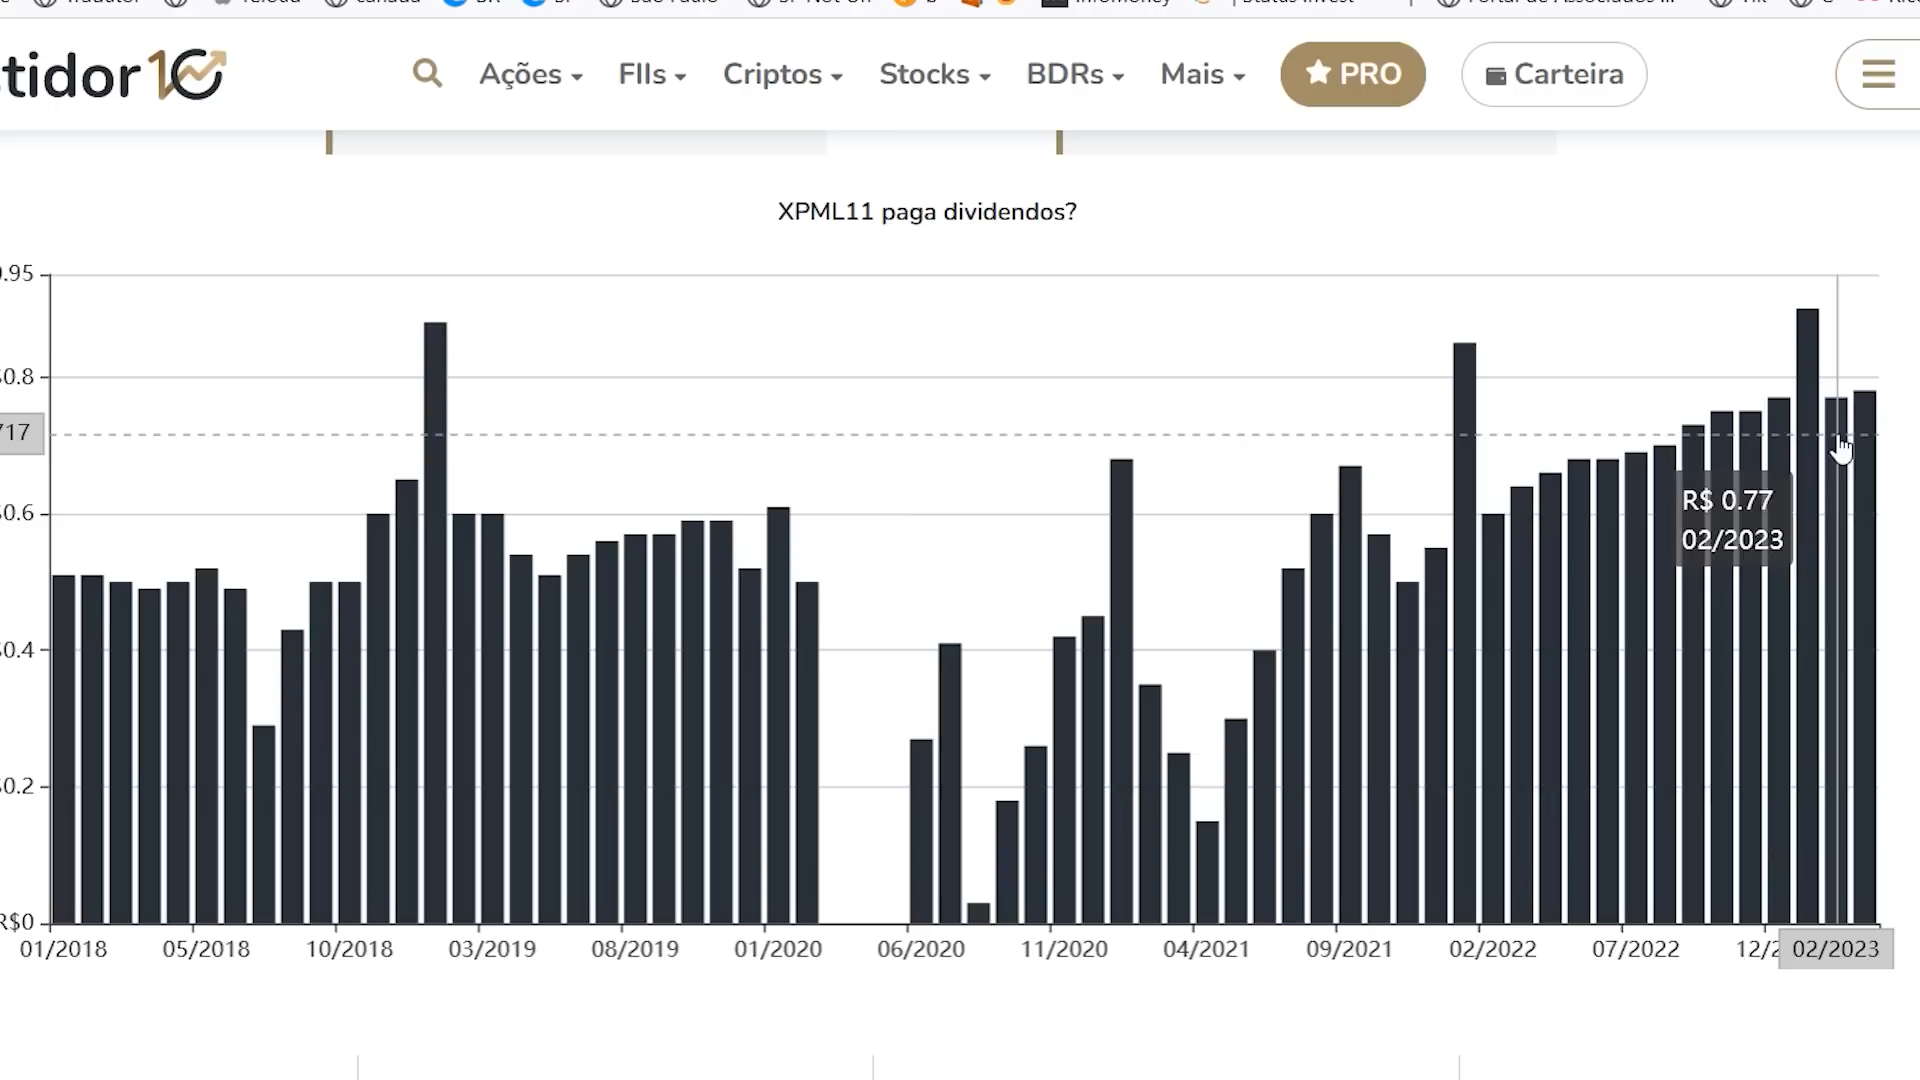 tidor
Ações
FIIs
Criptos
Stocks
BDRs
Mais
PRO
Carteira
XPML11 paga dividendos?
0.95
$0.8
717
$0.6
$0.4
$0.2
R$0
R$ 0.77
02/2023
01/2018
05/2018
10/2018
03/2019
08/2019
01/2020
06/2020
11/2020
04/2021
09/2021
02/2022
07/2022
12/2
02/2023